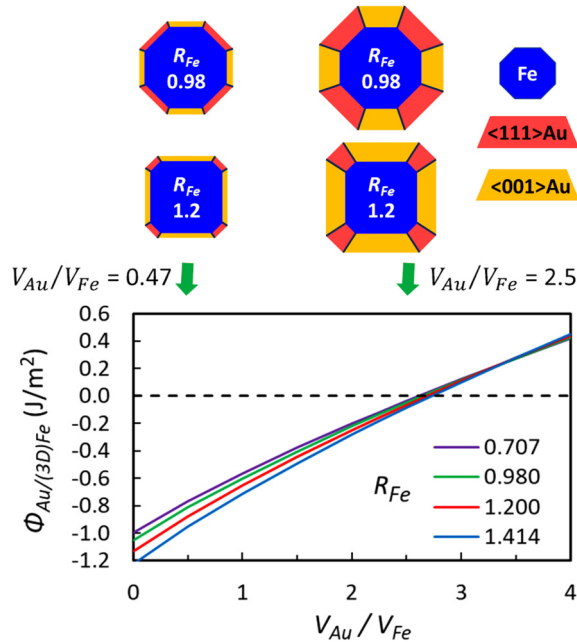 R_Fe
0.98
R_Fe
0.98
Fe
<111>Au
R_Fe
1.2
R_Fe
1.2
<001>Au
V_Au/V_Fe = 0.47
V_Au/V_Fe = 2.5
Φ_Au/(3D)Fe (J/m²)
0.6
0.4
0.2
0.0
-0.2
-0.4
-0.6
-0.8
-1.0
-1.2
R_Fe
0.707
0.980
1.200
1.414
0 1 2 3 4
V_Au / V_Fe